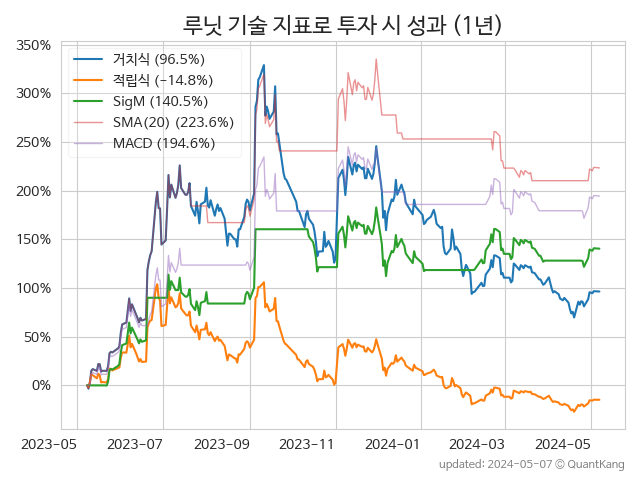 루닛 기술 지표로 투자 시 성과 (1년)
350%
300%
250%
200%
150%
100%
50%
0%
거치식 (96.5%)
적립식 (−14.8%)
SigM (140.5%)
SMA(20) (223.6%)
MACD (194.6%)
2023−05
2023−07
2023−09
2023−11
2024−01
2024−03
2024−05
updated: 2024−05−07 © QuantKang